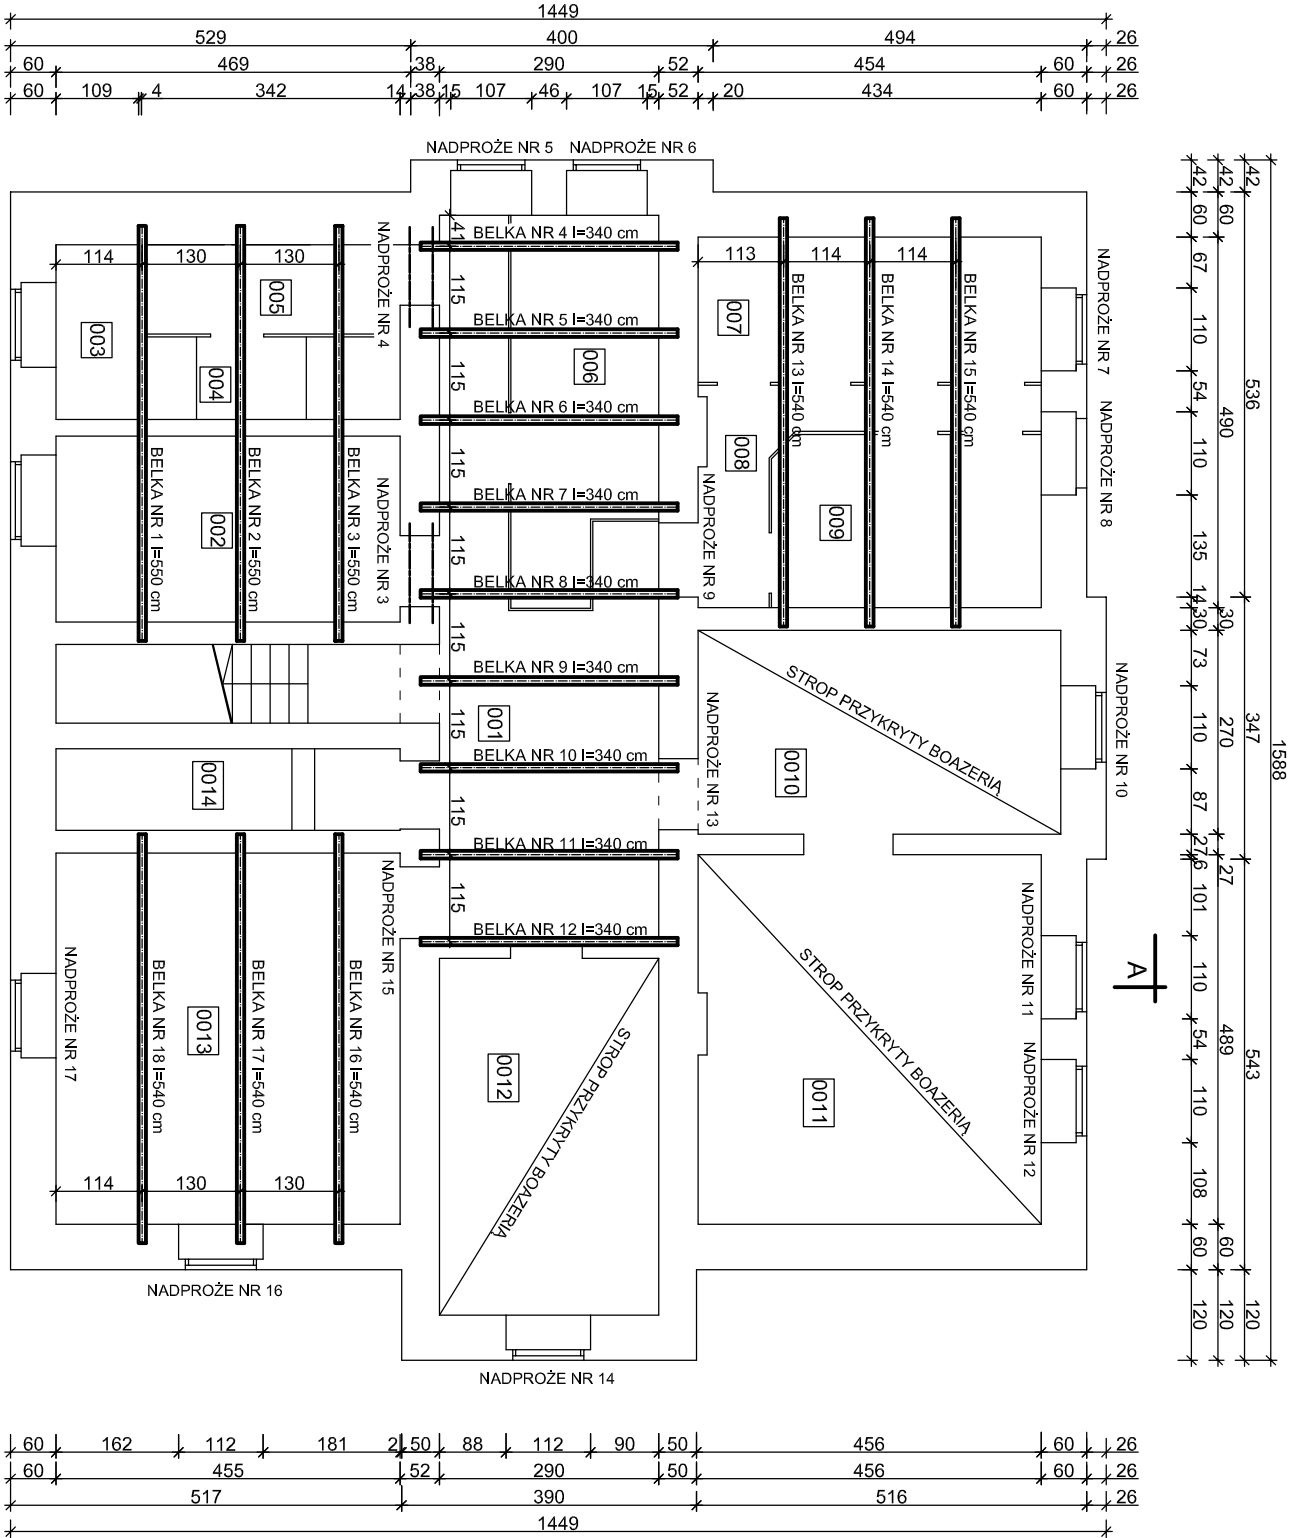 1449
529 400 494 26
60 469 38 290 52 454 60 26
60 109 4 342 14 38 15 107 46 107 15 52 20 434 60 26
NADPROŻE NR 5 NADPROŻE NR 6
NADPROŻE NR 4
NADPROŻE NR 3
NADPROŻE NR 7
NADPROŻE NR 8
NADPROŻE NR 9
NADPROŻE NR 10
NADPROŻE NR 13
NADPROŻE NR 11
NADPROŻE NR 12
NADPROŻE NR 15
NADPROŻE NR 17
NADPROŻE NR 16
NADPROŻE NR 14
BELKA NR 4 l=340 cm
BELKA NR 5 l=340 cm
BELKA NR 6 l=340 cm
BELKA NR 7 l=340 cm
BELKA NR 8 l=340 cm
BELKA NR 9 l=340 cm
BELKA NR 10 l=340 cm
BELKA NR 11 l=340 cm
BELKA NR 12 l=340 cm
41 115 115 115 115 115 115 115 115
114 130 130
BELKA NR 1 l=550 cm
BELKA NR 2 l=550 cm
BELKA NR 3 l=550 cm
113 114 114
BELKA NR 13 l=540 cm
BELKA NR 14 l=540 cm
BELKA NR 15 l=540 cm
BELKA NR 18 l=540 cm
BELKA NR 17 l=540 cm
BELKA NR 16 l=540 cm
114 130 130
003
005
004
002
006
007
008
009
001
0010
0014
0013
0012
0011
STROP PRZYKRYTY BOAZERIĄ
STROP PRZYKRYTY BOAZERIĄ
STROP PRZYKRYTY BOAZERIĄ
A
42 60 67 110 54 110 135 14 30 73 110 87 27 6 101 110 54 110 108 60 120
42 60 490 30 270 27 489 60 120
42 536 347 543 120
1588
60 162 112 181 2 50 88 112 90 50 456 60 26
60 455 52 290 50 456 60 26
517 390 516 26
1449